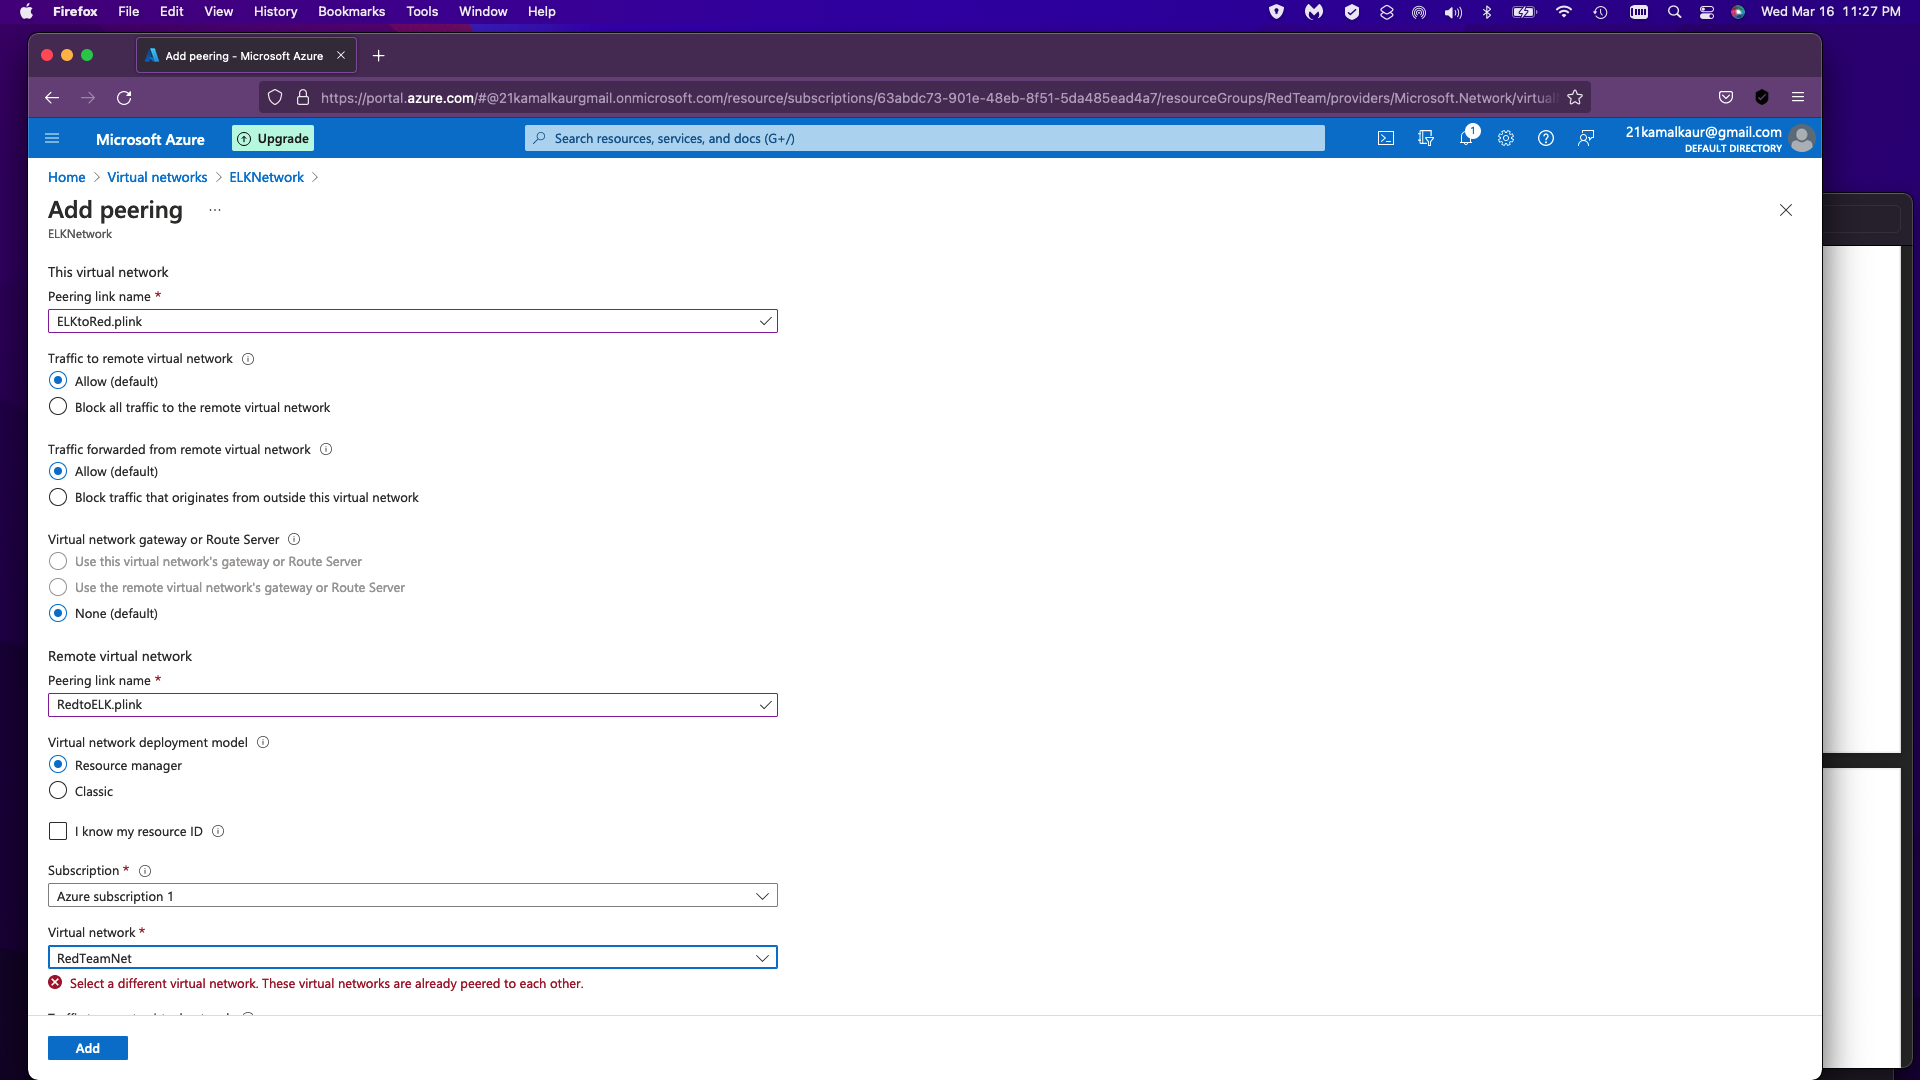 Firefox File Edit View History Bookmarks Tools Window Help Wed Mar 16 11:27 PM
Add peering - Microsoft Azure
https://portal.azure.com/#@21kamalkaurgmail.onmicrosoft.com/resource/subscriptions/63abdc73-901e-48eb-8f51-5da485ead4a7/resourceGroups/RedTeam/providers/Microsoft.Network/virtual
Microsoft Azure Upgrade Search resources, services, and docs (G+/) 1 21kamalkaur@gmail.com
DEFAULT DIRECTORY
Home > Virtual networks > ELKNetwork >
Add peering ...
ELKNetwork
This virtual network
Peering link name *
ELKtoRed.plink
Traffic to remote virtual network
Allow (default)
Block all traffic to the remote virtual network
Traffic forwarded from remote virtual network
Allow (default)
Block traffic that originates from outside this virtual network
Virtual network gateway or Route Server
Use this virtual network's gateway or Route Server
Use the remote virtual network's gateway or Route Server
None (default)
Remote virtual network
Peering link name *
RedtoELK.plink
Virtual network deployment model
Resource manager
Classic
I know my resource ID
Subscription *
Azure subscription 1
Virtual network *
RedTeamNet
Select a different virtual network. These virtual networks are already peered to each other.
Add